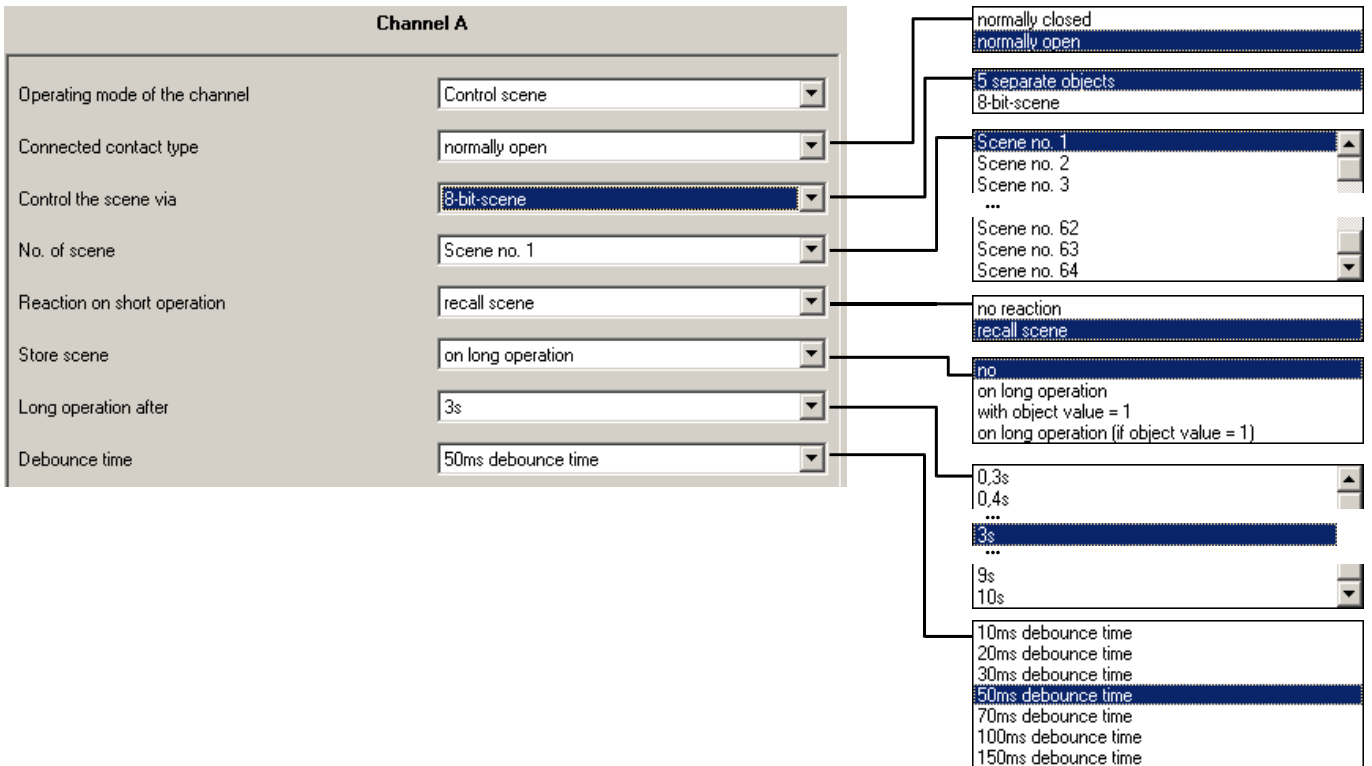 Channel A
Operating mode of the channel
Control scene
Connected contact type
normally open
Control the scene via
8-bit-scene
No. of scene
Scene no. 1
Reaction on short operation
recall scene
Store scene
on long operation
Long operation after
3s
Debounce time
50ms debounce time
normally closed
normally open
5 separate objects
8-bit-scene
Scene no. 1
Scene no. 2
Scene no. 3
...
Scene no. 62
Scene no. 63
Scene no. 64
no reaction
recall scene
no
on long operation
with object value = 1
on long operation (if object value = 1)
0,3s
0,4s
...
3s
...
9s
10s
10ms debounce time
20ms debounce time
30ms debounce time
50ms debounce time
70ms debounce time
100ms debounce time
150ms debounce time